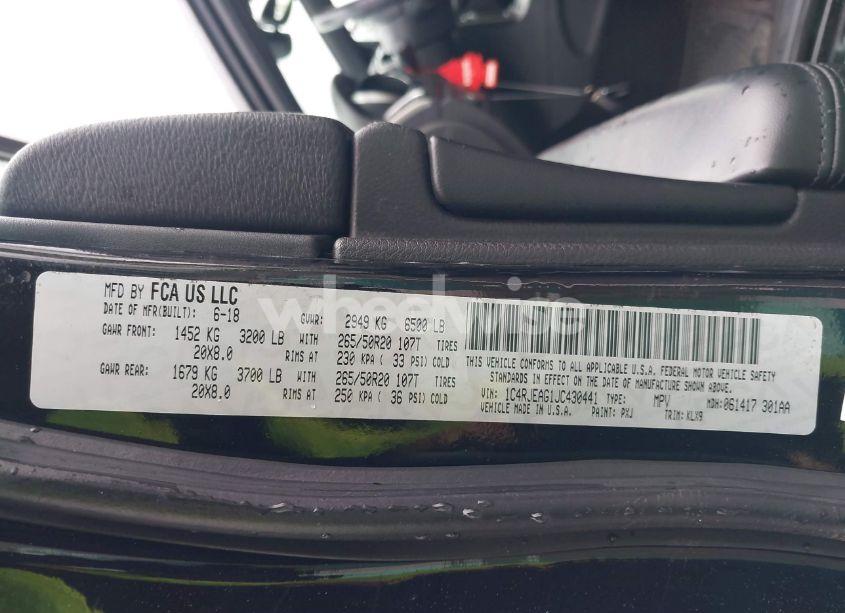 MFD BY FCA US LLC
DATE OF MFR(BUILT): 6-18 GVWR: 2949 KG 6500 LB
GAWR FRONT: 1452 KG 3200 LB WITH 265/50R20 107T TIRES
20X8.0 RIMS AT 230 KPA ( 33 PSI) COLD
GAWR REAR: 1679 KG 3700 LB WITH 265/50R20 107T TIRES
20X8.0 RIMS AT 250 KPA ( 36 PSI) COLD
THIS VEHICLE CONFORMS TO ALL APPLICABLE U.S.A. FEDERAL MOTOR VEHICLE SAFETY
STANDARDS IN EFFECT ON THE DATE OF MANUFACTURE SHOWN ABOVE.
VIN: 1C4RJEAG1JC430441 TYPE: MPV MDH: 061417 301AA
VEHICLE MADE IN U.S.A. PAINT: PXJ TRIM: KLX9
wheelwise